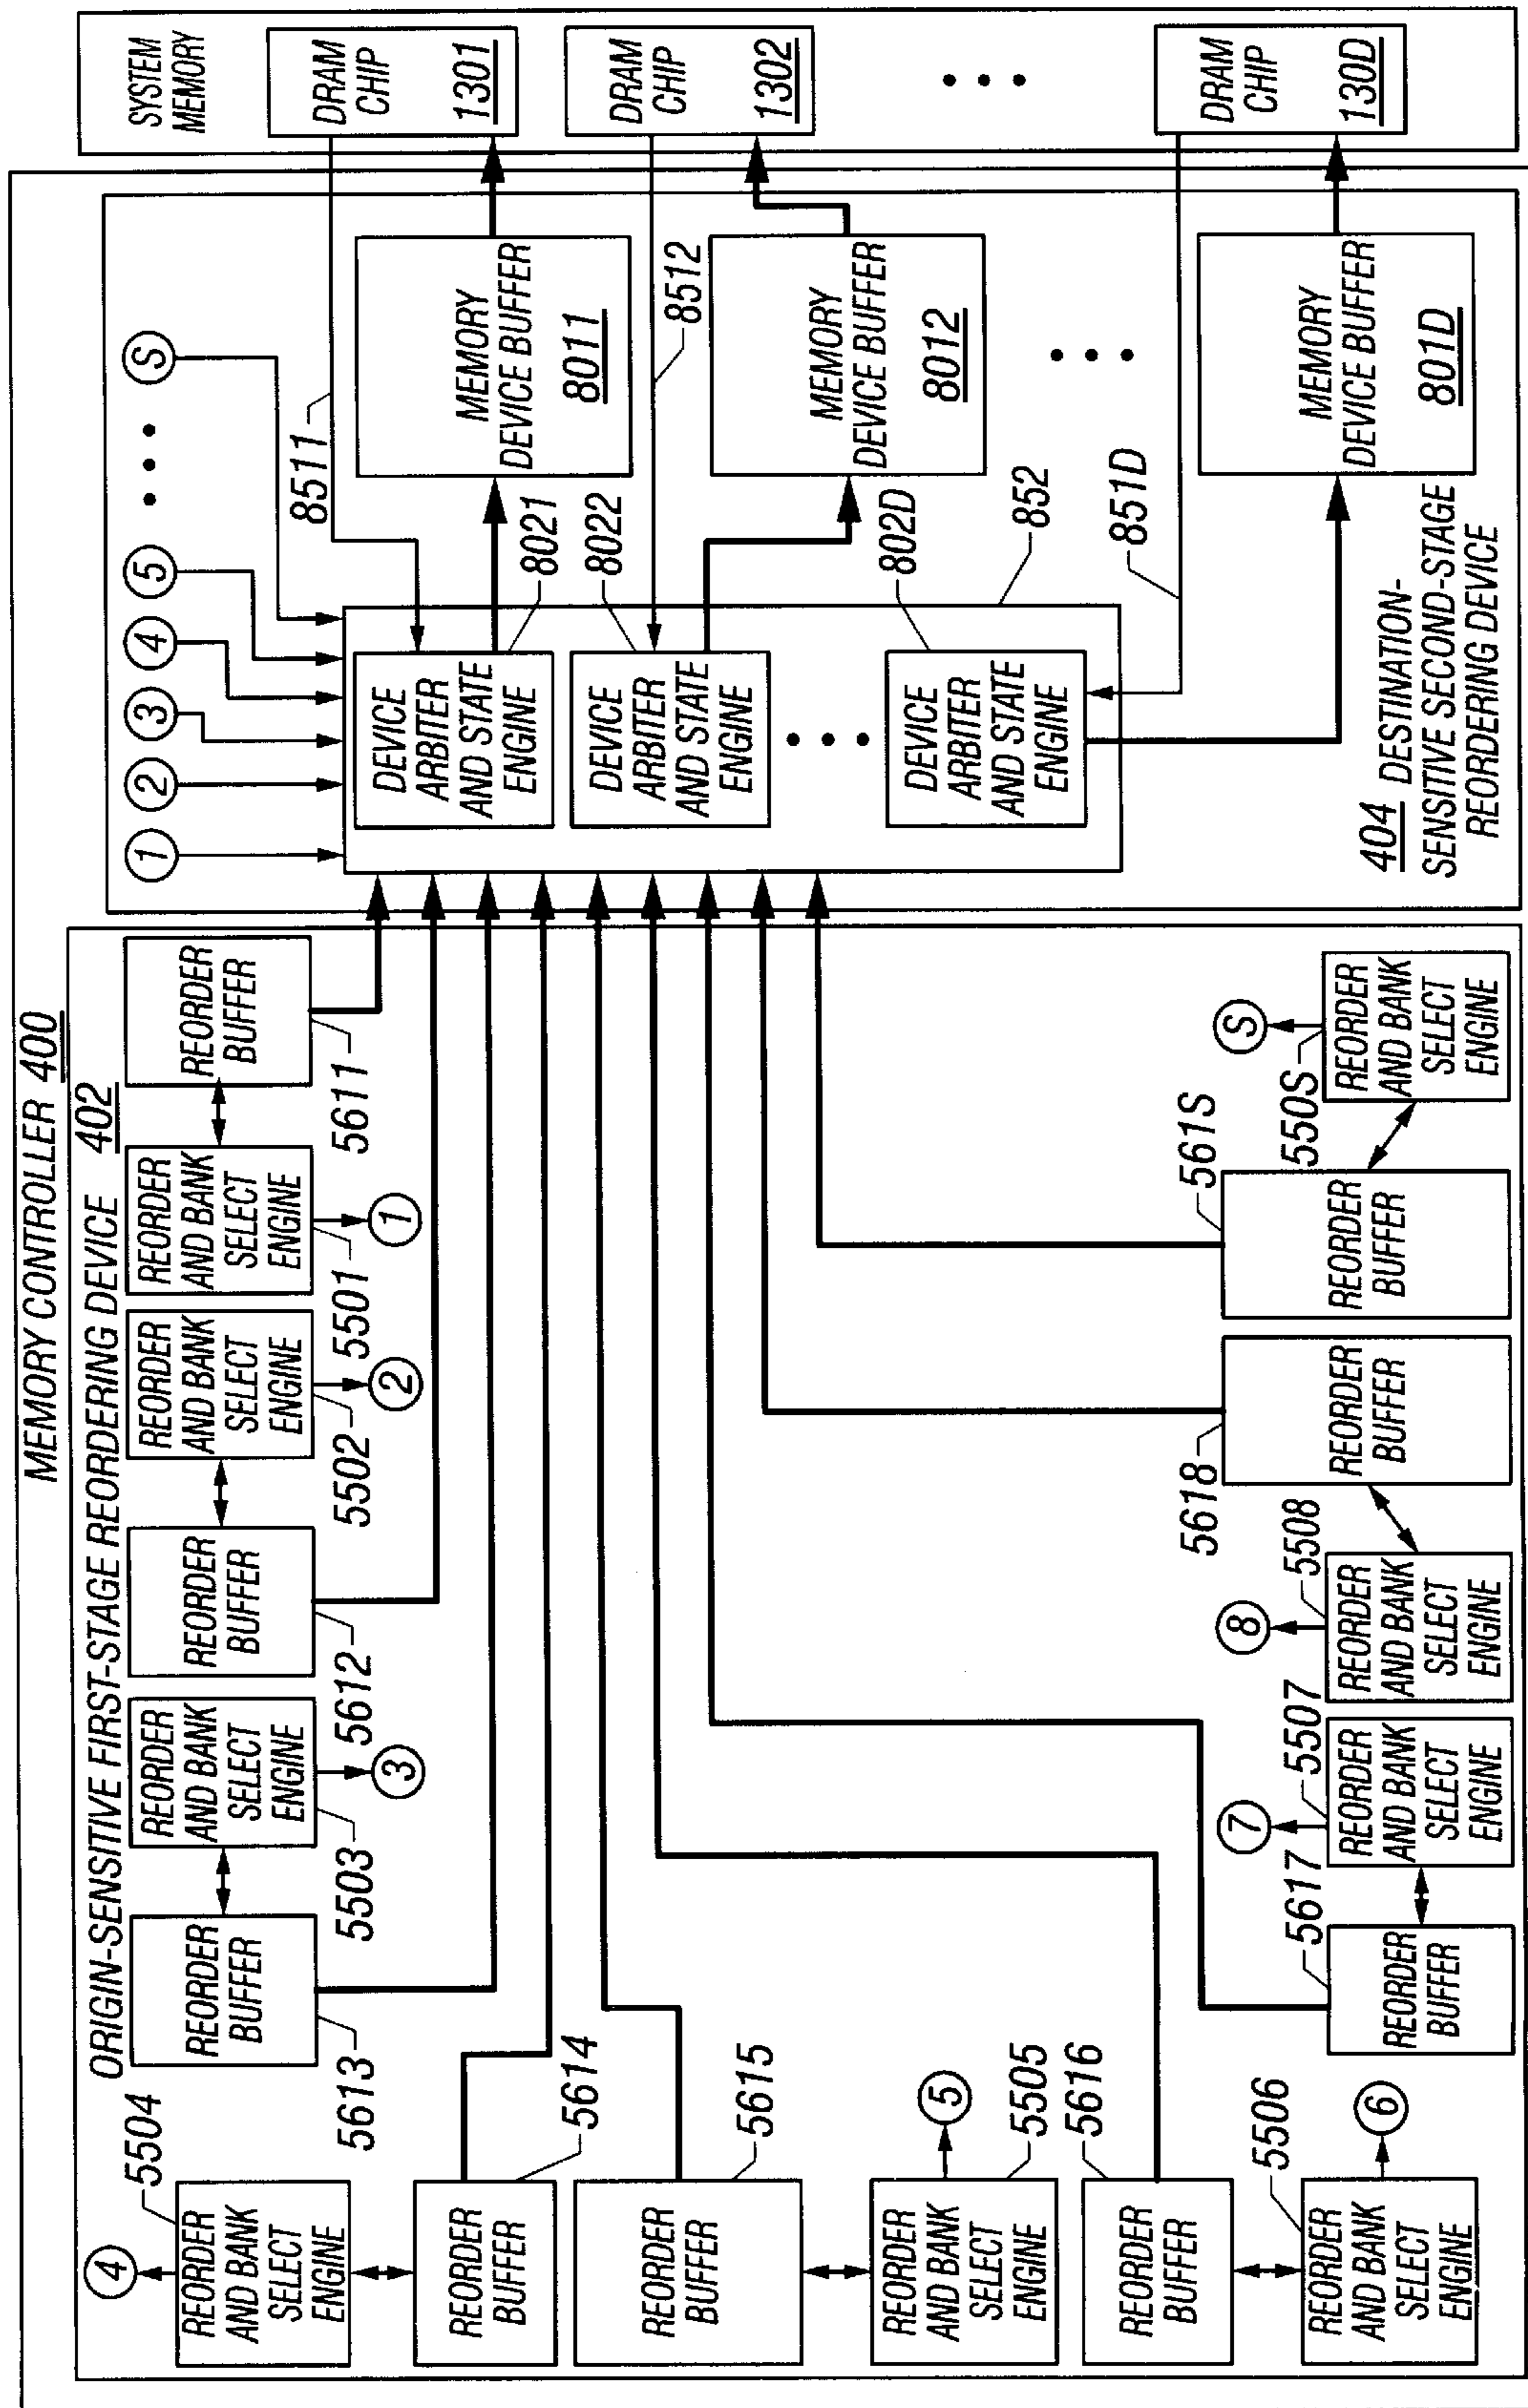 MEMORY CONTROLLER 400
ORIGIN-SENSITIVE FIRST-STAGE REORDERING DEVICE 402
4
5504
REORDER
AND BANK
SELECT
ENGINE
REORDER
BUFFER
5614
REORDER
BUFFER
5615
REORDER
AND BANK
SELECT
ENGINE
5
5505
REORDER
BUFFER
5616
REORDER
AND BANK
SELECT
ENGINE
5506
6
REORDER
BUFFER
5613
REORDER
AND BANK
SELECT
ENGINE
5503
3
REORDER
BUFFER
5612
REORDER
AND BANK
SELECT
ENGINE
5502
2
REORDER
AND BANK
SELECT
ENGINE
5501
1
REORDER
BUFFER
5611
REORDER
BUFFER
5617
REORDER
AND BANK
SELECT
ENGINE
5507
7
REORDER
AND BANK
SELECT
ENGINE
5508
8
REORDER
BUFFER
5618
REORDER
BUFFER
561S
REORDER
AND BANK
SELECT
ENGINE
550S
S
1
2
3
4
5
• • •
S
DEVICE
ARBITER
AND STATE
ENGINE
8021
DEVICE
ARBITER
AND STATE
ENGINE
8022
• • •
DEVICE
ARBITER
AND STATE
ENGINE
802D
852
8511
8512
851D
MEMORY
DEVICE BUFFER
8011
MEMORY
DEVICE BUFFER
8012
• • •
MEMORY
DEVICE BUFFER
801D
404 DESTINATION-
SENSITIVE SECOND-STAGE
REORDERING DEVICE
SYSTEM
MEMORY
DRAM
CHIP
1301
DRAM
CHIP
1302
• • •
DRAM
CHIP
130D